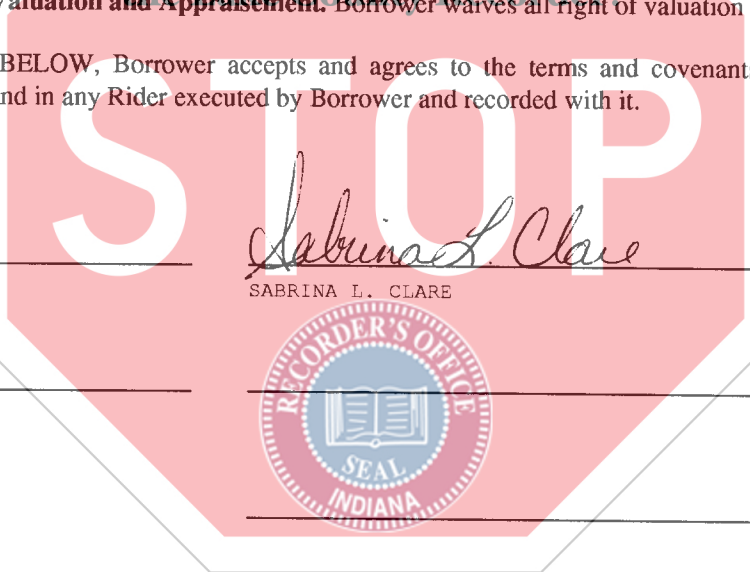 aluation and Appraisement. Borrower waives all right of valuation
BELOW, Borrower accepts and agrees to the terms and covenant
nd in any Rider executed by Borrower and recorded with it.
STOP
Sabrina L. Clare
SABRINA L. CLARE
RECORDER'S OFFICE
SEAL
INDIANA